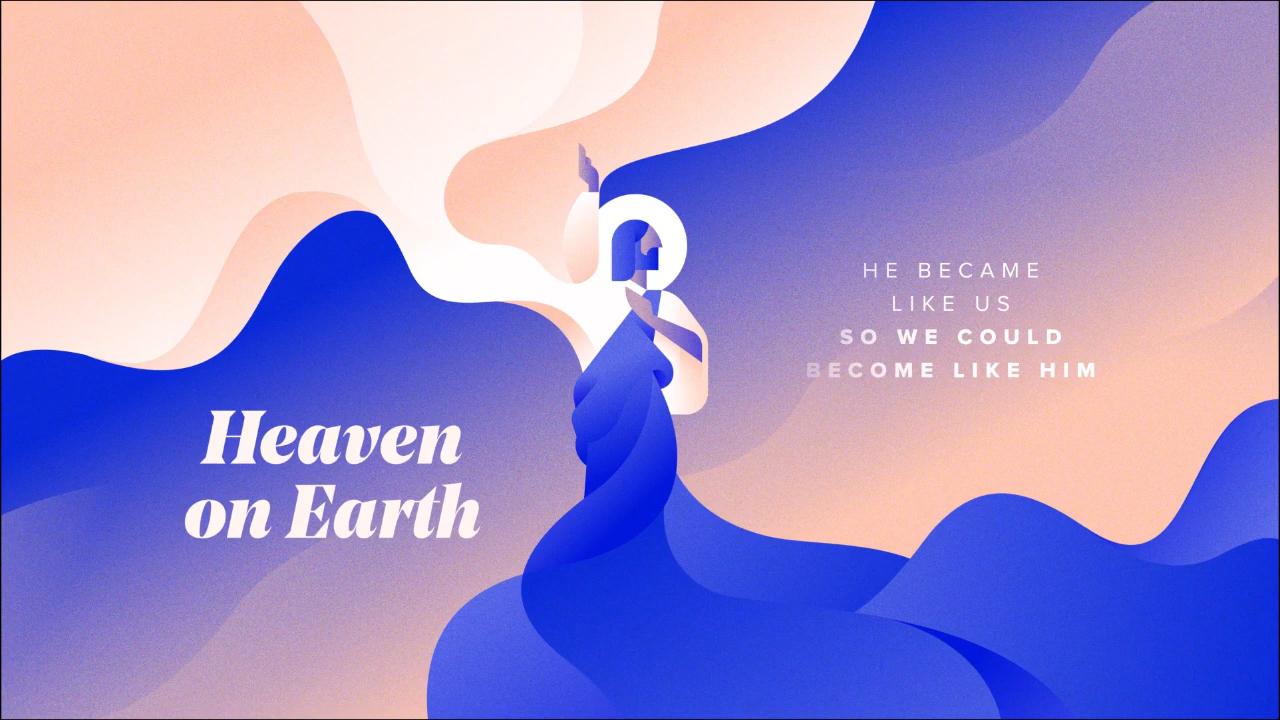 Heaven
on Earth
HE BECAME
LIKE US
SO WE COULD
BECOME LIKE HIM